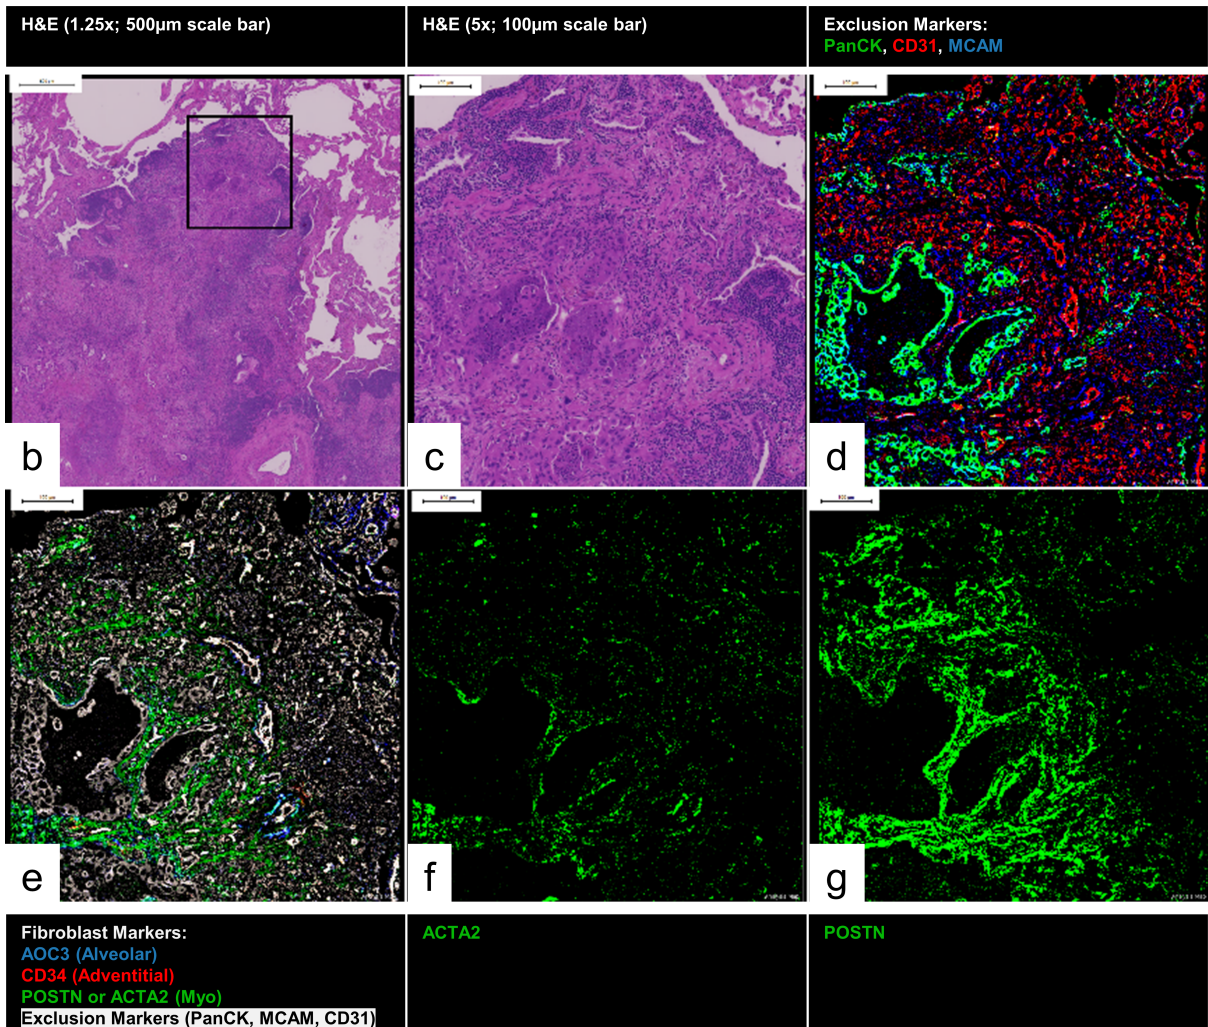 H&E (1.25x; 500µm scale bar)
H&E (5x; 100µm scale bar)
Exclusion Markers:
PanCK, CD31, MCAM
b
c
d
e
f
g
Fibroblast Markers:
AOC3 (Alveolar)
CD34 (Adventitial)
POSTN or ACTA2 (Myo)
Exclusion Markers (PanCK, MCAM, CD31)
ACTA2
POSTN